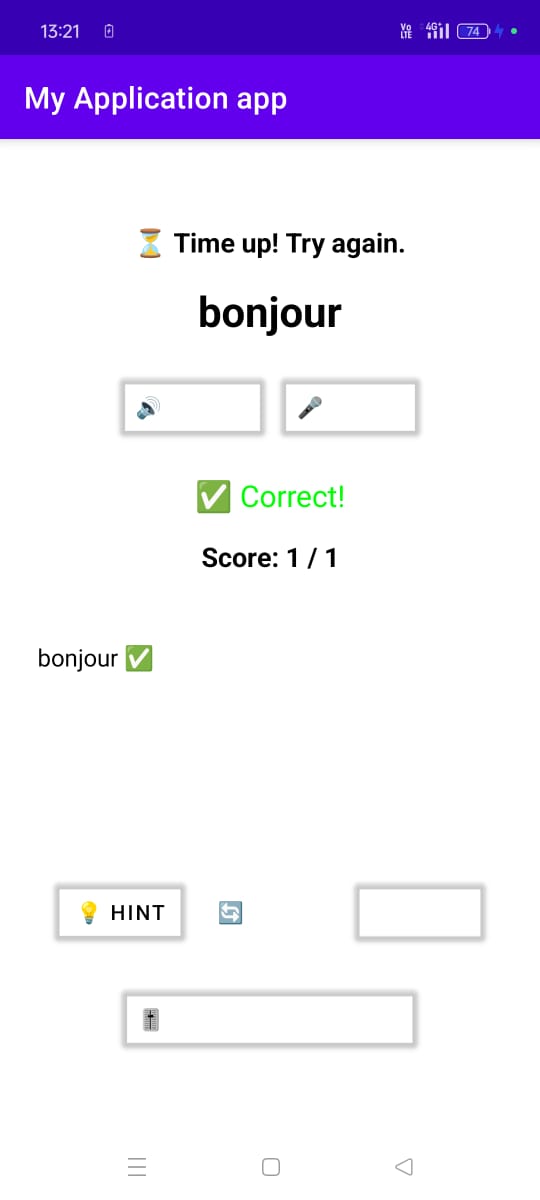 13:21 Vo LTE 4G+ 74
My Application app
⏳ Time up! Try again.
bonjour
🔊 🎤
✅ Correct!
Score: 1 / 1
bonjour ✅
💡 HINT 🔄
🎚